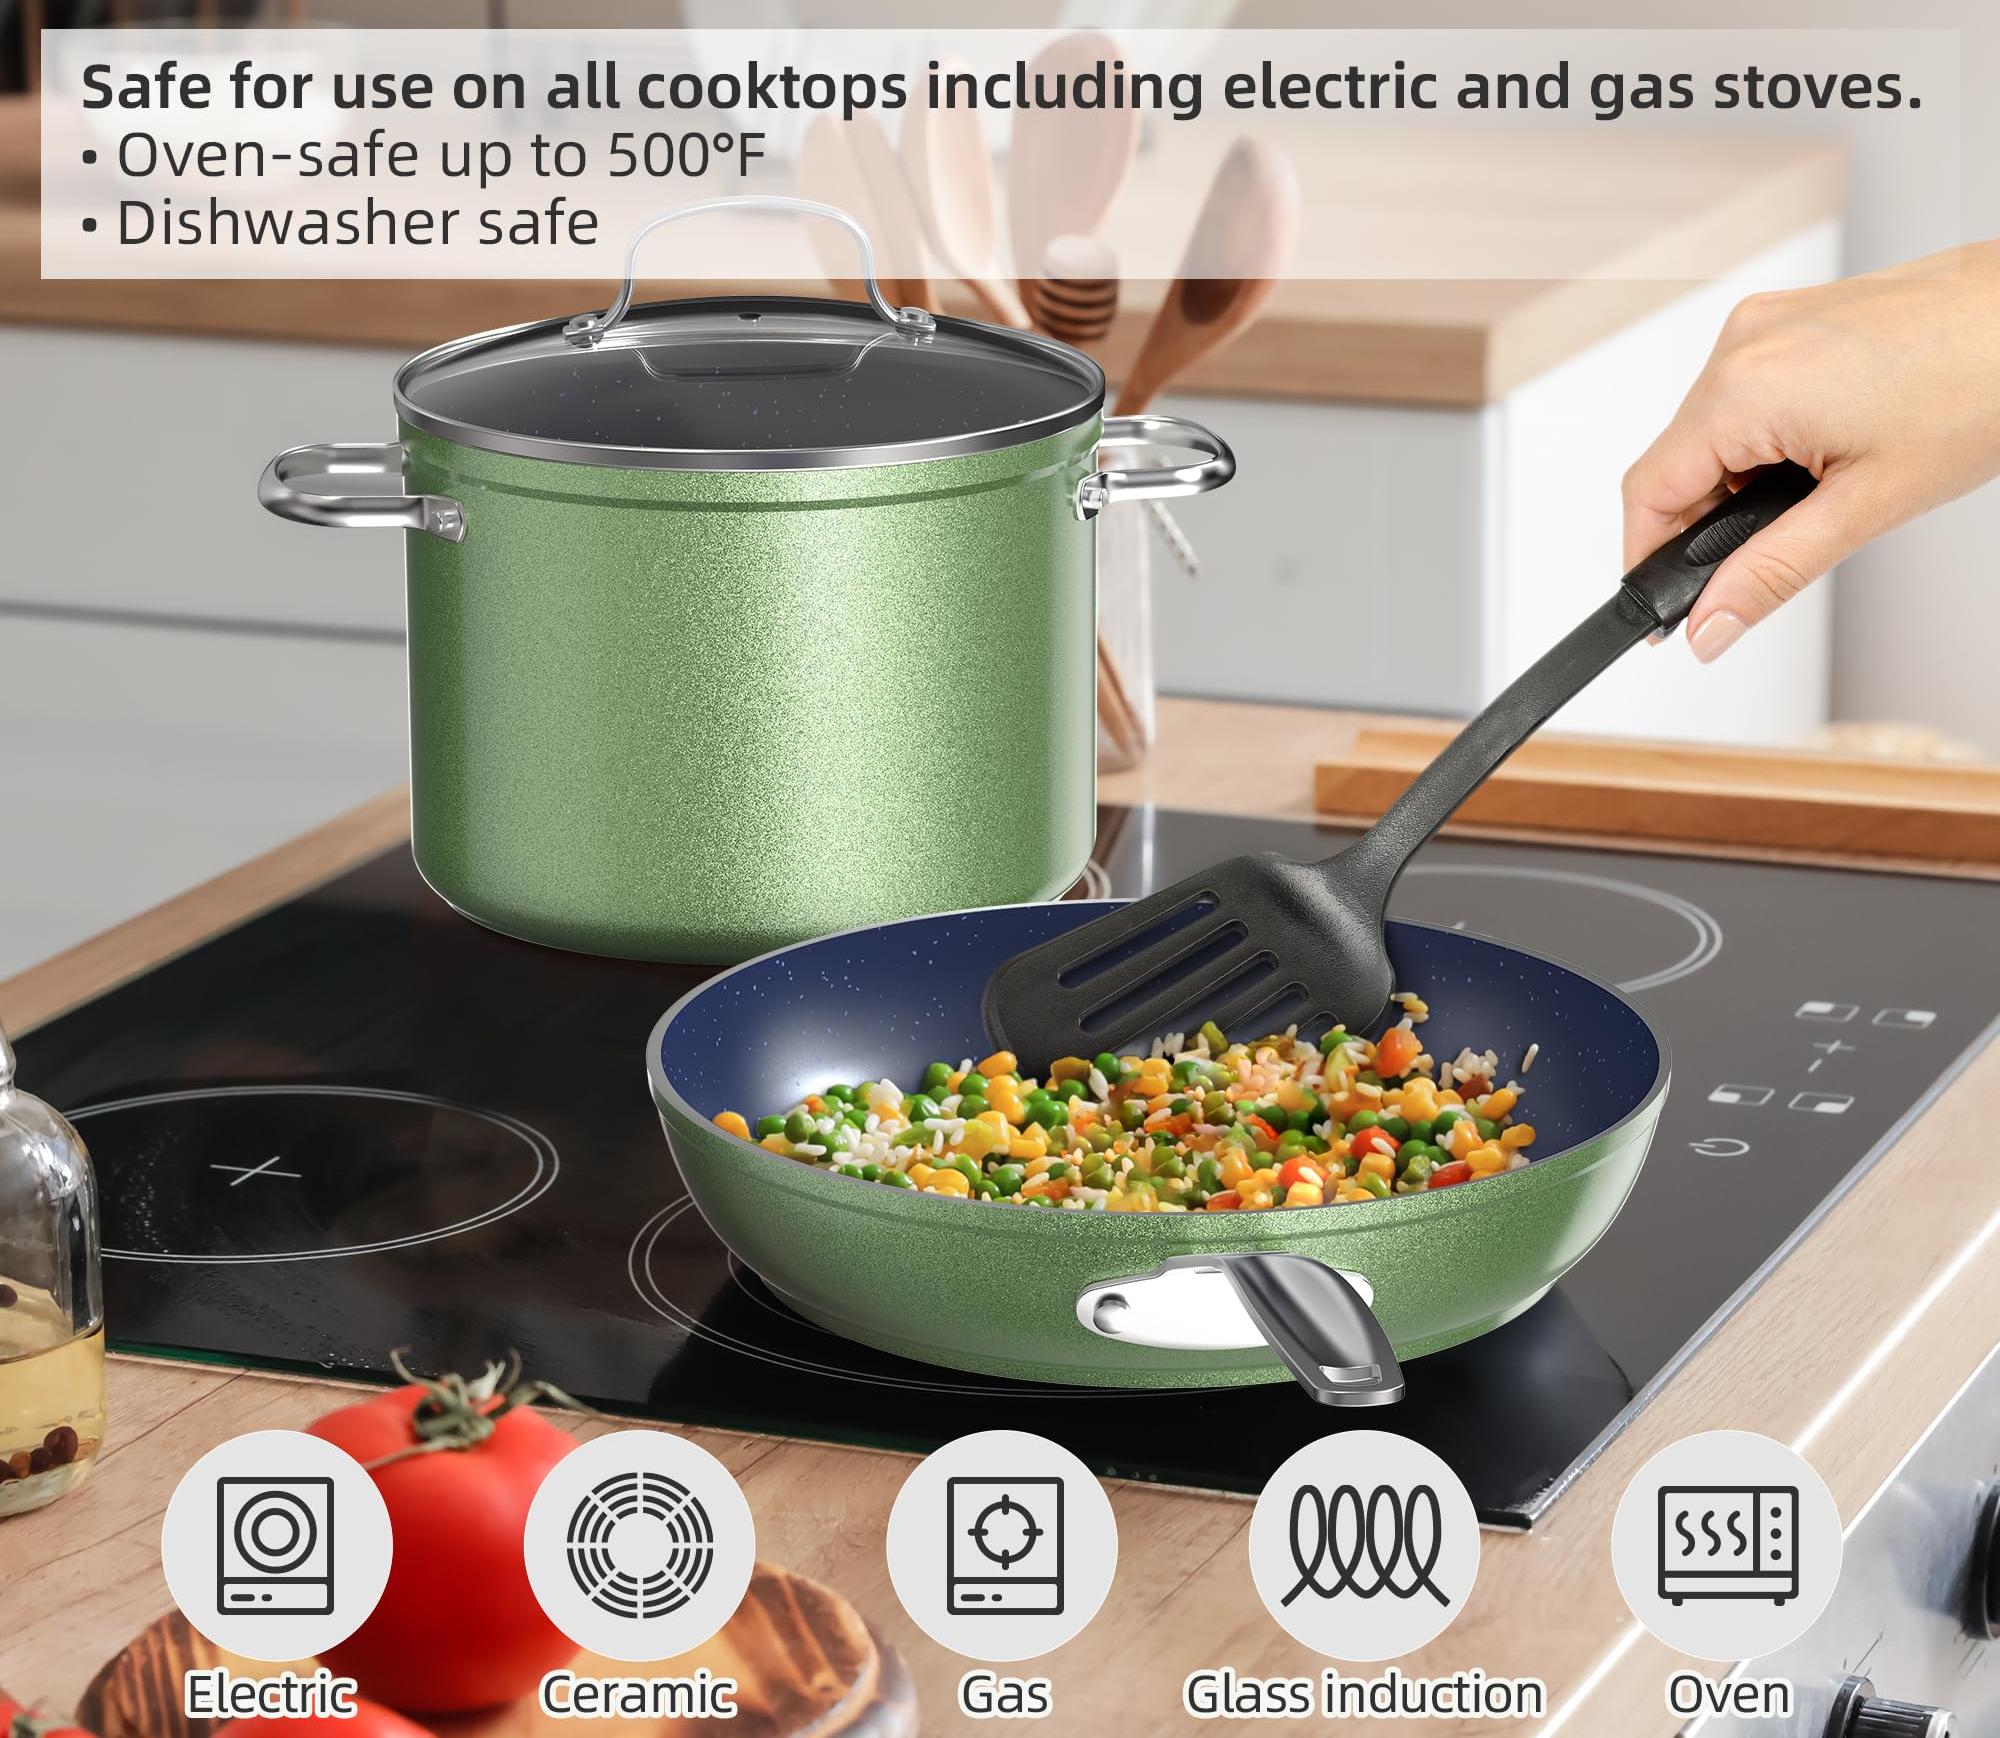 Safe for use on all cooktops including electric and gas stoves.
• Oven-safe up to 500°F
• Dishwasher safe
Electric
Ceramic
Gas
Glass induction
Oven